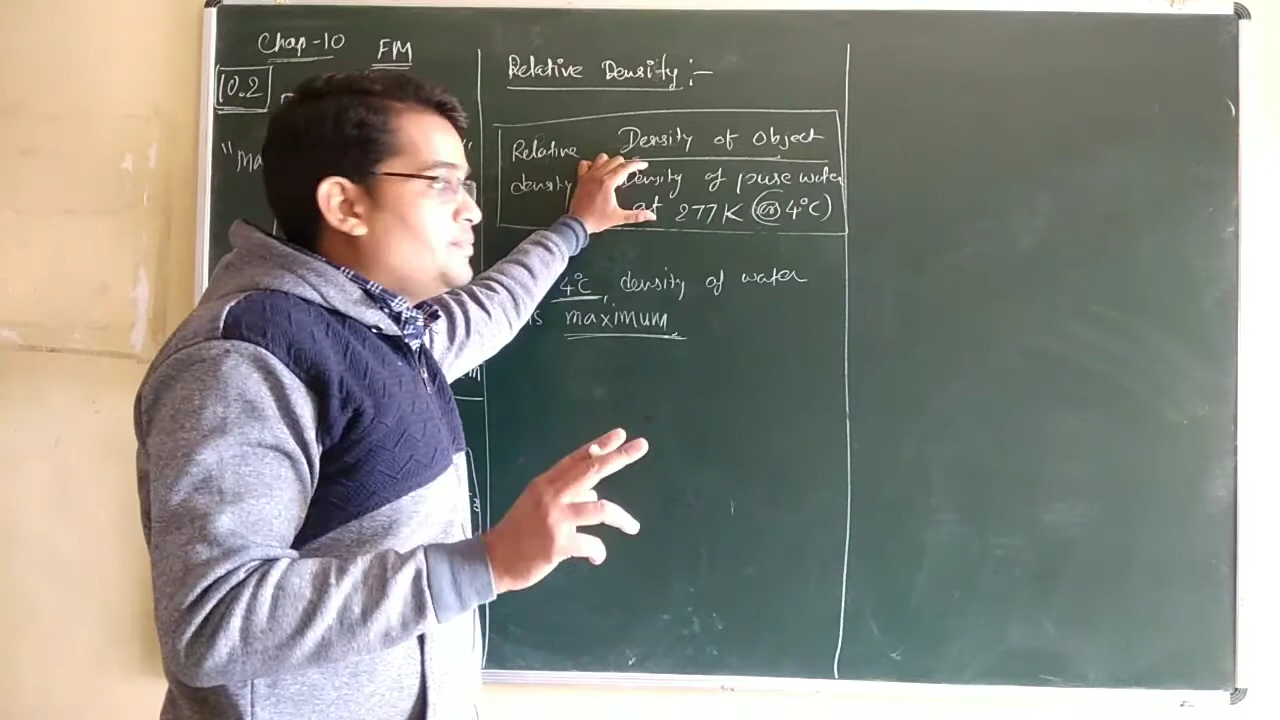 Chap-10 FM
10.2
"Ma
Relative Density :-
Relative Density of Object
density Density of pure water
at 277K (or 4°C)
4°C, density of water
is maximum.